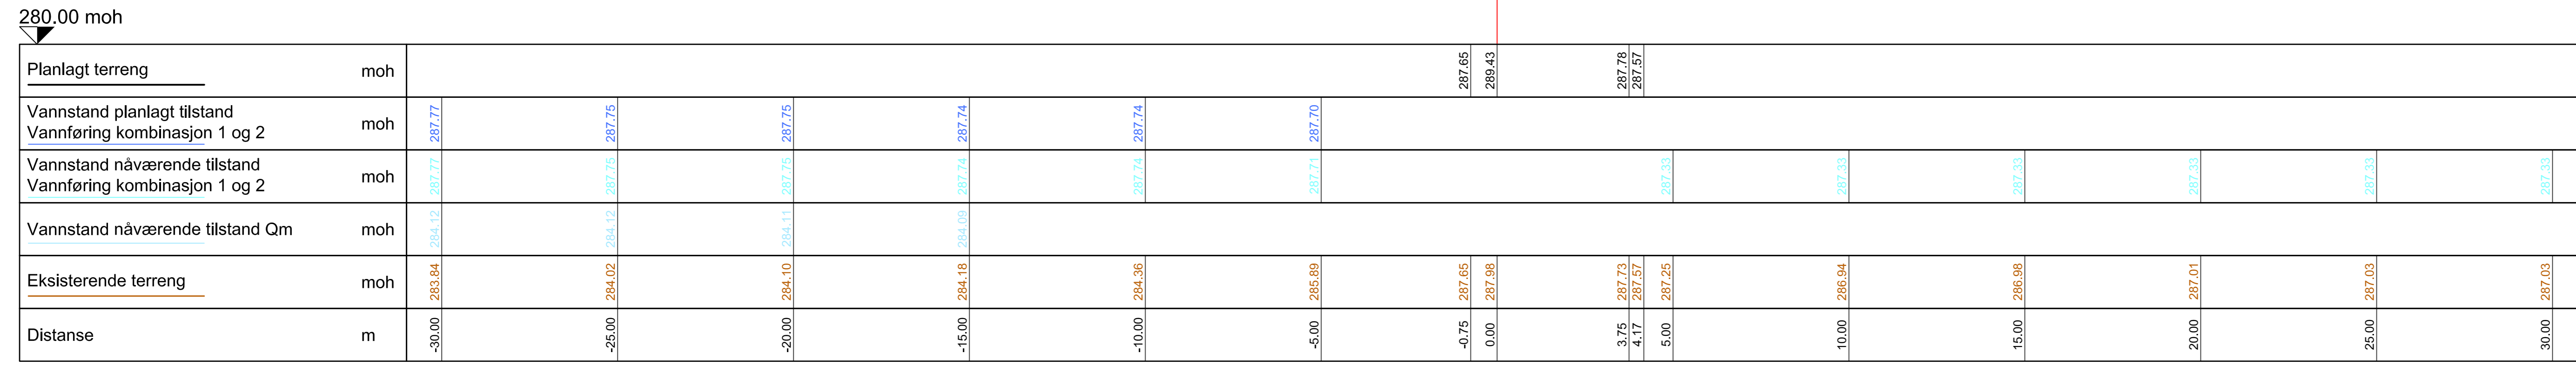 280.00 moh
Planlagt terreng moh 287.65 289.43 287.78 287.57
Vannstand planlagt tilstand
Vannføring kombinasjon 1 og 2 moh 287.77 287.75 287.75 287.74 287.74 287.70
Vannstand nåværende tilstand
Vannføring kombinasjon 1 og 2 moh 287.77 287.75 287.75 287.74 287.74 287.71 287.33 287.33 287.33 287.33 287.33 287.33
Vannstand nåværende tilstand Qm moh 284.12 284.12 284.11 284.09
Eksisterende terreng moh 283.84 284.02 284.10 284.18 284.36 285.89 287.65 287.98 287.73 287.57 287.25 286.94 286.98 287.01 287.03 287.03
Distanse m -30.00 -25.00 -20.00 -15.00 -10.00 -5.00 -0.75 0.00 3.75 4.17 5.00 10.00 15.00 20.00 25.00 30.00